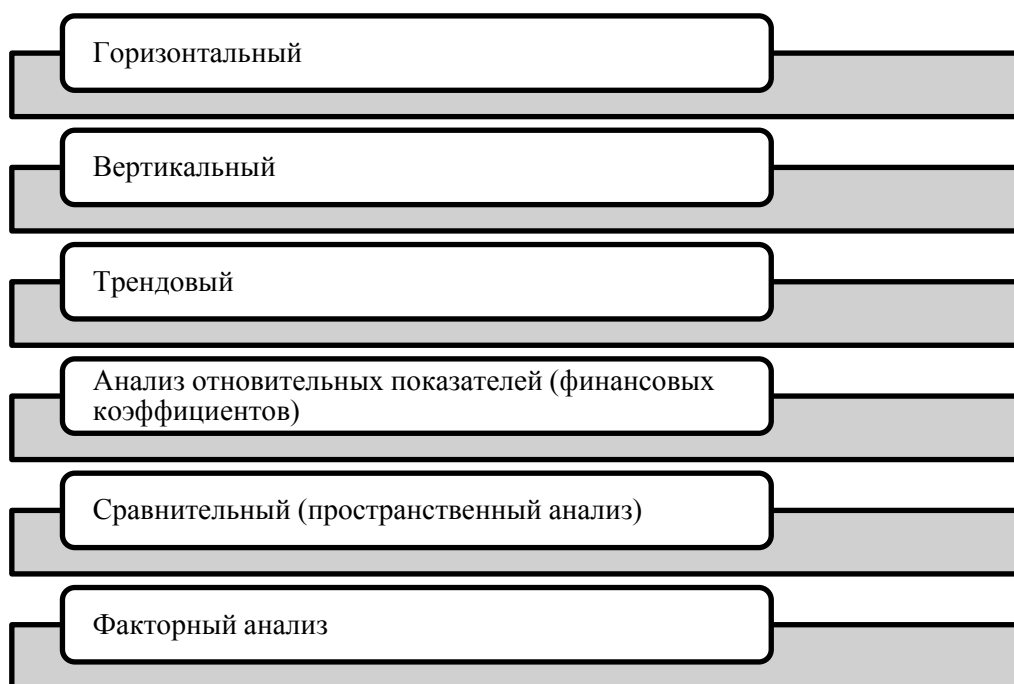 Горизонтальный
Вертикальный
Трендовый
Анализ отновительных показателей (финансовых
коэффициентов)
Сравнительный (пространственный анализ)
Факторный анализ